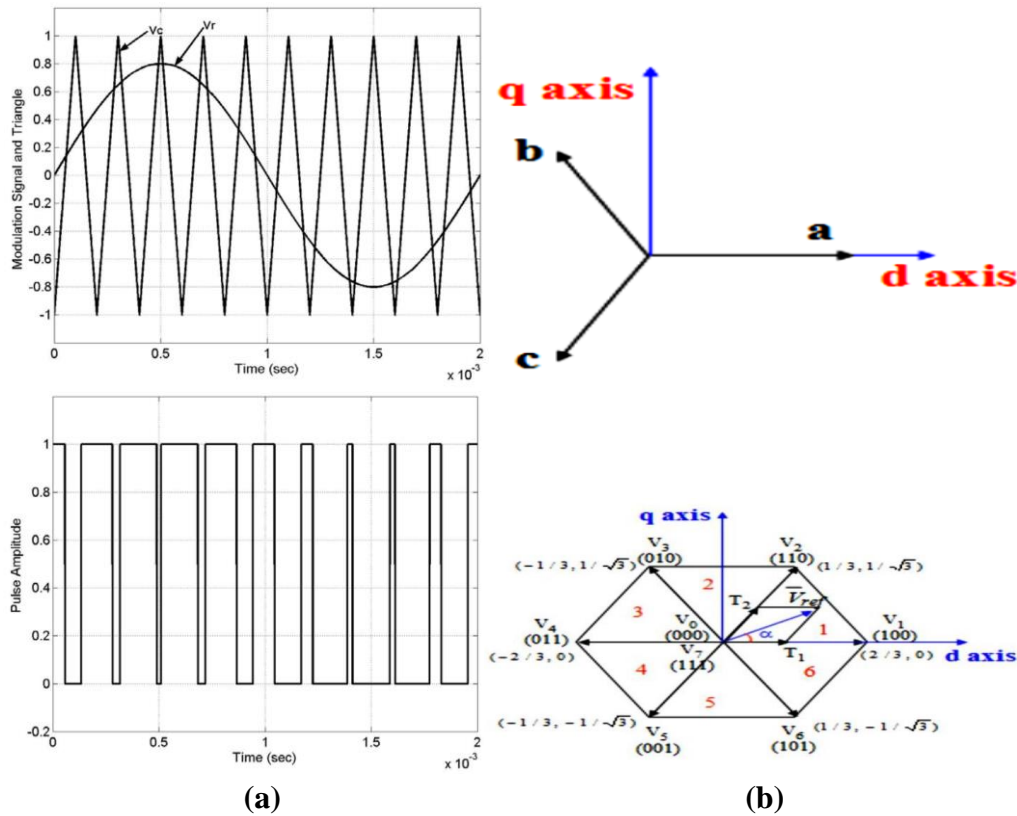 Vc
Vr
1
0.8
0.6
0.4
0.2
0
-0.2
-0.4
-0.6
-0.8
-1
Modulation Signal and Triangle
0
0.5
1
1.5
2
Time (sec)
x 10⁻³
1
0.8
0.6
0.4
0.2
0
-0.2
Pulse Amplitude
0
0.5
1
1.5
2
Time (sec)
x 10⁻³
(a)
q axis
b
a
d axis
c
q axis
V₃
(010)
(-1/3, 1/√3)
V₂
(110)
(1/3, 1/√3)
2
T₂
V̅ref
3
1
V₄
(011)
(-2/3, 0)
V₀
(000)
V₇
(111)
α
T₁
V₁
(100)
(2/3, 0)
d axis
4
6
5
(-1/3, -1/√3)
V₅
(001)
V₆
(101)
(1/3, -1/√3)
(b)